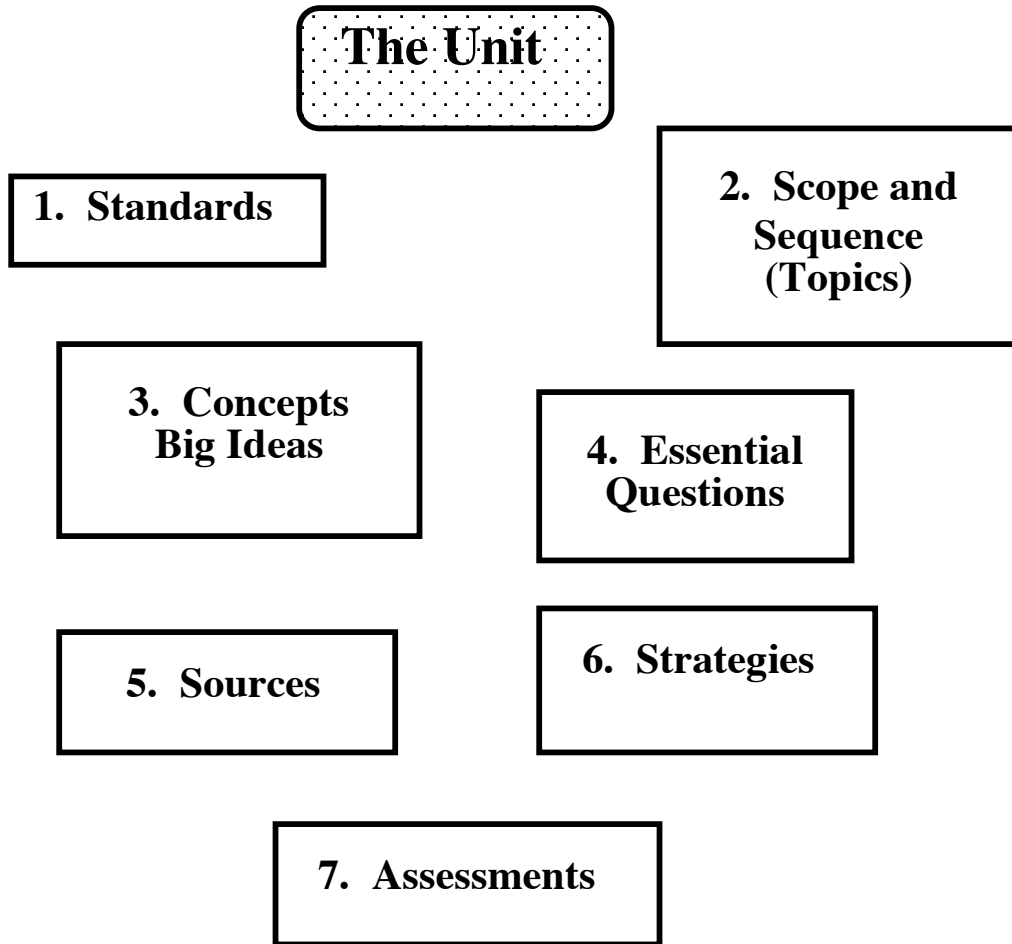 The Unit
1. Standards
2. Scope and
Sequence
(Topics)
3. Concepts
Big Ideas
4. Essential
Questions
5. Sources
6. Strategies
7. Assessments